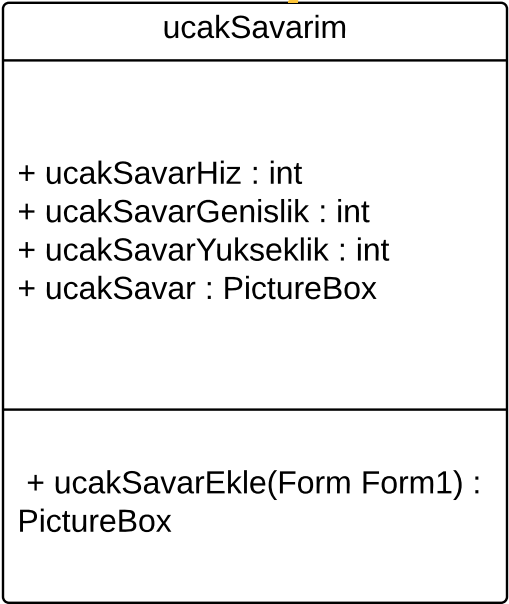 ucakSavarim
+ ucakSavarHiz : int
+ ucakSavarGenislik : int
+ ucakSavarYukseklik : int
+ ucakSavar : PictureBox
+ ucakSavarEkle(Form Form1) :
PictureBox